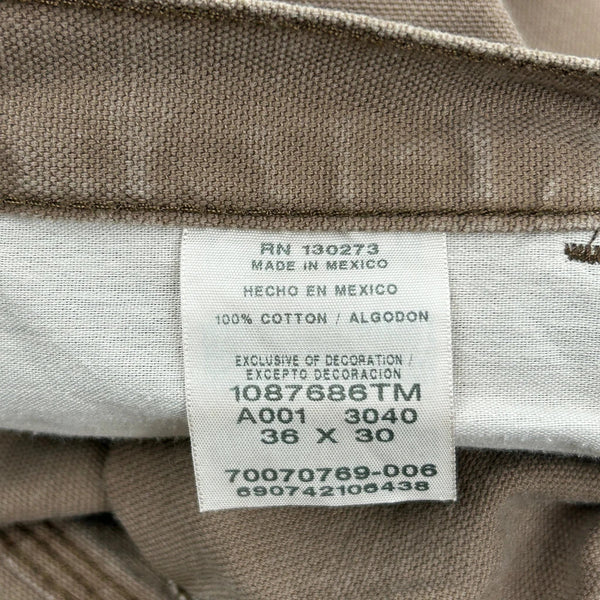 RN 130273
MADE IN MEXICO
HECHO EN MEXICO
100% COTTON / ALGODON
EXCLUSIVE OF DECORATION /
EXCEPTO DECORACION
1087686TM
A001 3040
36 X 30
70070769-006
690742106438